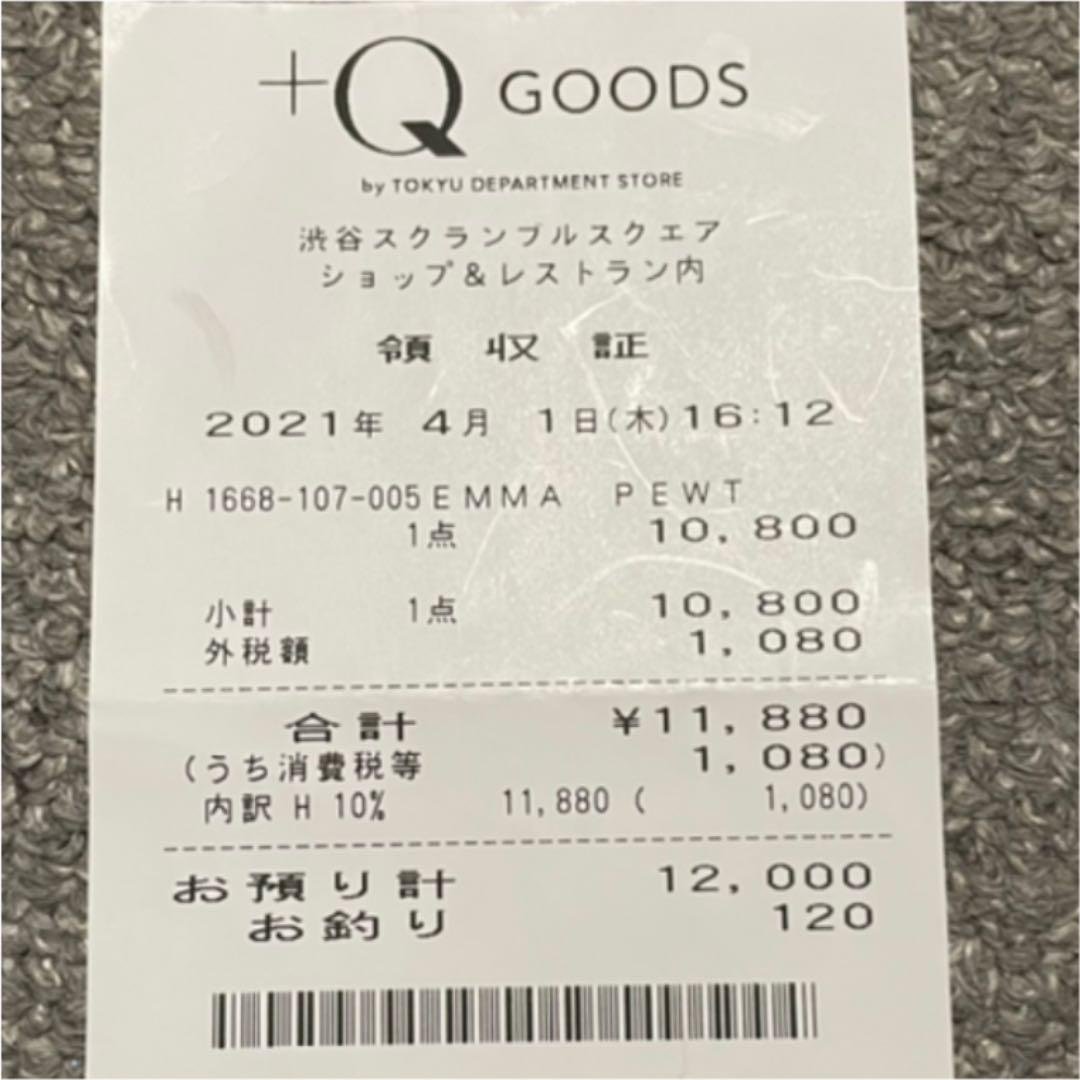 +Q GOODS
by TOKYU DEPARTMENT STORE
渋谷スクランブルスクエア
ショップ&レストラン内
領 収 証
2021年 4月 1日(木)16:12
H 1668-107-005EMMA PEWT
1点 10,800
小計 1点 10,800
外税額 1,080
合計 ¥11,880
(うち消費税等 1,080)
内訳 H 10% 11,880 ( 1,080)
お預り計 12,000
お釣り 120